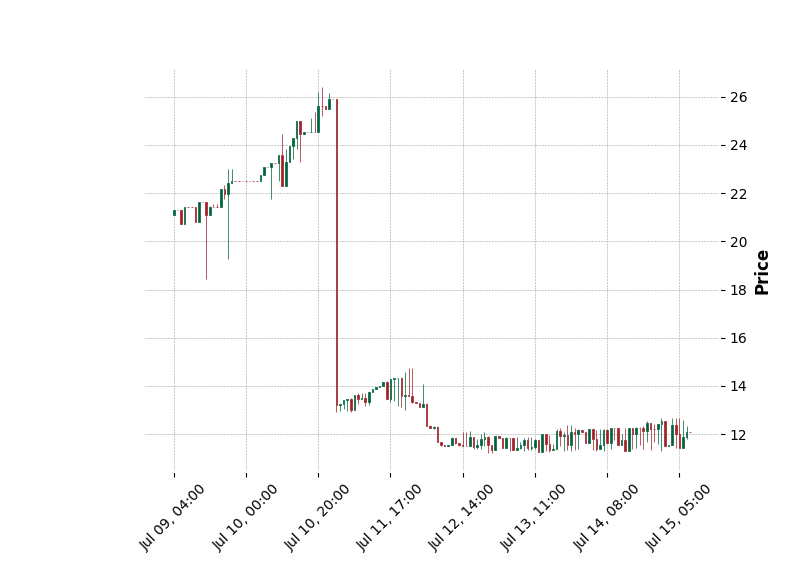 26
24
22
20
18
16
14
12
Price
Jul 09, 04:00
Jul 10, 00:00
Jul 10, 20:00
Jul 11, 17:00
Jul 12, 14:00
Jul 13, 11:00
Jul 14, 08:00
Jul 15, 05:00